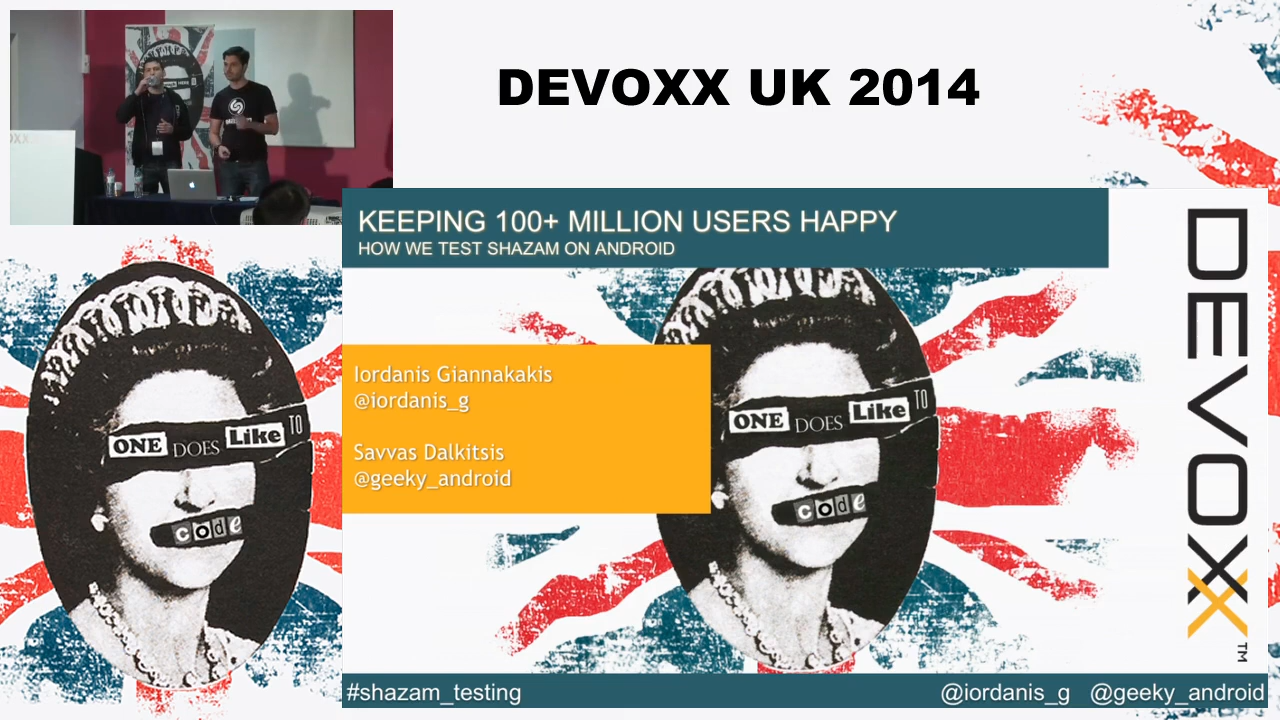 DEVOXX UK 2014
KEEPING 100+ MILLION USERS HAPPY
HOW WE TEST SHAZAM ON ANDROID
Iordanis Giannakakis
@iordanis_g
Savvas Dalkitsis
@geeky_android
ONE DOES Like TO
code
ONE DOES Like TO
code
DEVOXX™
#shazam_testing
@iordanis_g @geeky_android